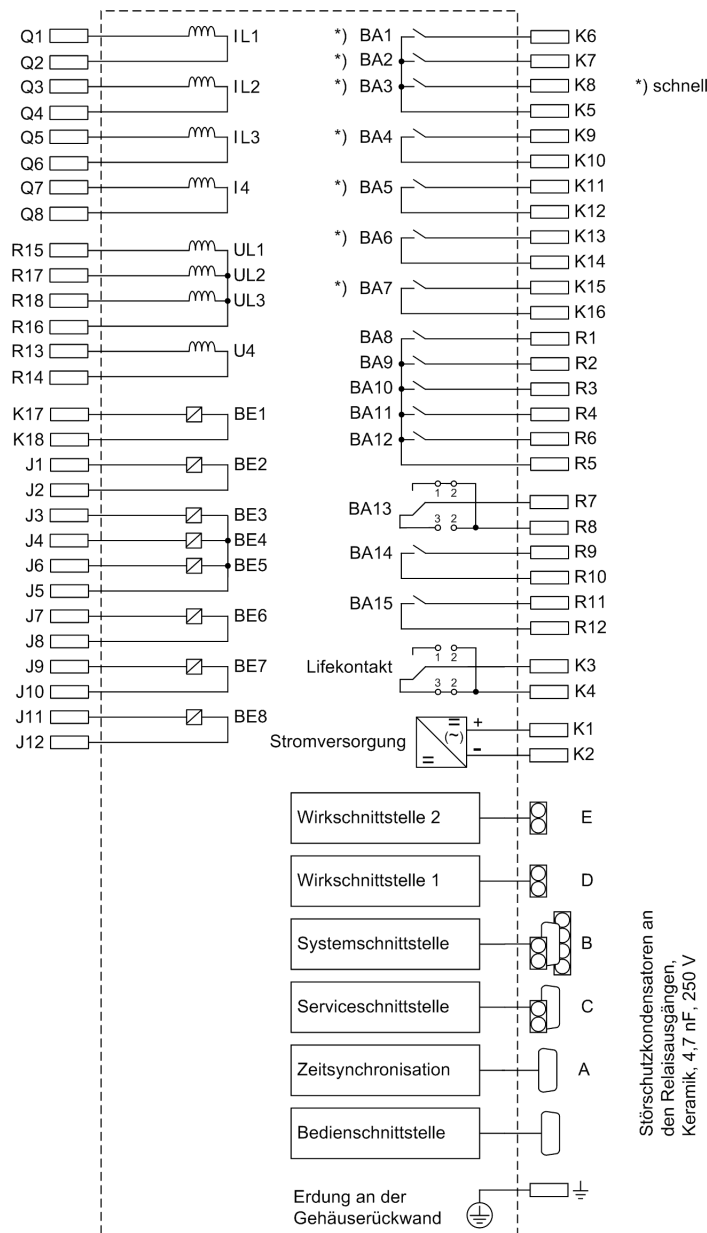 Q1 IL1 *) BA1 K6
Q2 *) BA2 K7
Q3 IL2 *) BA3 K8 *) schnell
Q4 K5
Q5 IL3 *) BA4 K9
Q6 K10
Q7 I4 *) BA5 K11
Q8 K12
*) BA6 K13
R15 UL1
K14
R17 UL2 *) BA7 K15
R18 UL3
K16
R16
BA8 R1
R13 U4
BA9 R2
R14
BA10 R3
K17 BE1 BA11 R4
K18 BA12 R6
J1 BE2 R5
J2
1 2
J3 BE3 BA13 R7
3 2
J4 BE4 R8
J6 BE5 BA14 R9
J5 R10
J7 BE6 BA15 R11
J8 R12
1 2
J9 BE7 Lifekontakt K3
3 2
J10 K4
J11 BE8
Stromversorgung = (~) = + K1
J12 - K2
Wirkschnittstelle 2 E
Wirkschnittstelle 1 D
Systemschnittstelle B
Serviceschnittstelle C
Zeitsynchronisation A
Bedienschnittstelle
Erdung an der
Gehäuserückwand
Störschutzkondensatoren an
den Relaisausgängen,
Keramik, 4,7 nF, 250 V